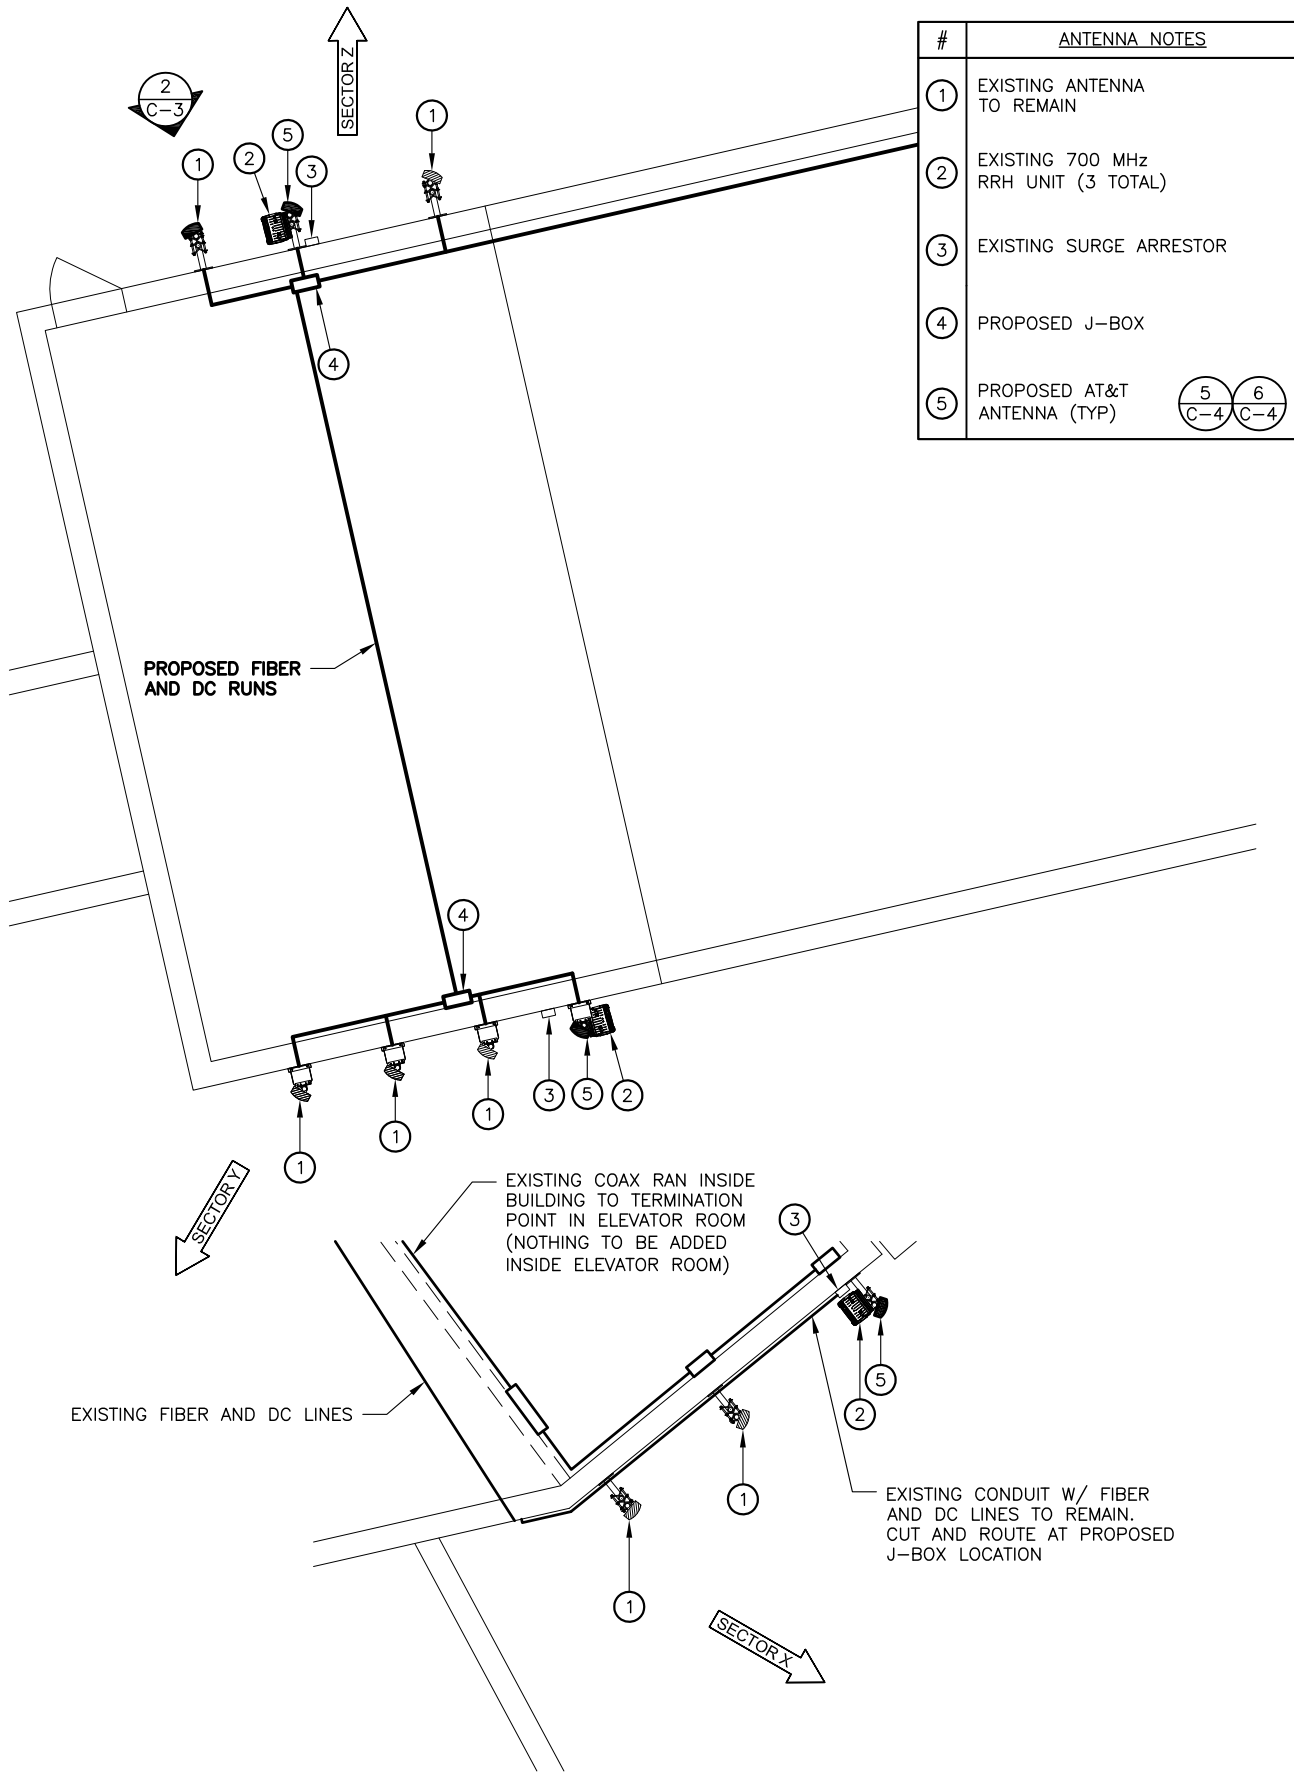 SECTOR Z
2
C-3
1
2
5
3
1
4
# ANTENNA NOTES
1 EXISTING ANTENNA
TO REMAIN
2 EXISTING 700 MHz
RRH UNIT (3 TOTAL)
3 EXISTING SURGE ARRESTOR
4 PROPOSED J-BOX
5 PROPOSED AT&T
ANTENNA (TYP)
5 6
C-4 C-4
PROPOSED FIBER
AND DC RUNS
4
1
1
1
3
5
2
SECTOR Y
EXISTING COAX RAN INSIDE
BUILDING TO TERMINATION
POINT IN ELEVATOR ROOM
(NOTHING TO BE ADDED
INSIDE ELEVATOR ROOM)
3
5
2
EXISTING FIBER AND DC LINES
1
1
EXISTING CONDUIT W/ FIBER
AND DC LINES TO REMAIN.
CUT AND ROUTE AT PROPOSED
J-BOX LOCATION
SECTOR X